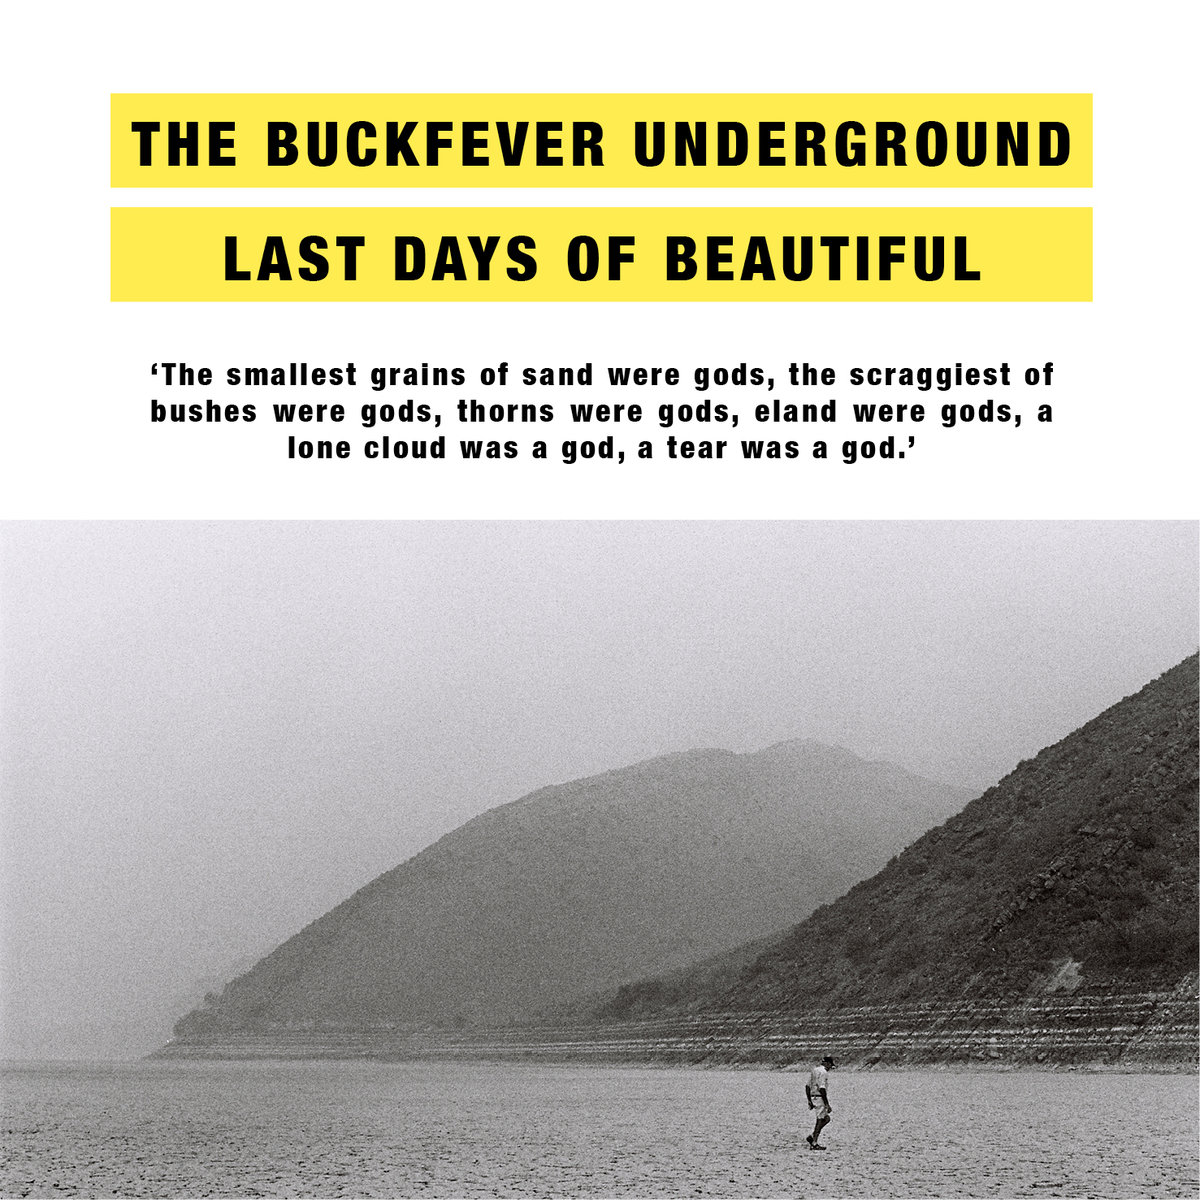 THE BUCKFEVER UNDERGROUND
LAST DAYS OF BEAUTIFUL
‘The smallest grains of sand were gods, the scraggiest of
bushes were gods, thorns were gods, eland were gods, a
lone cloud was a god, a tear was a god.’